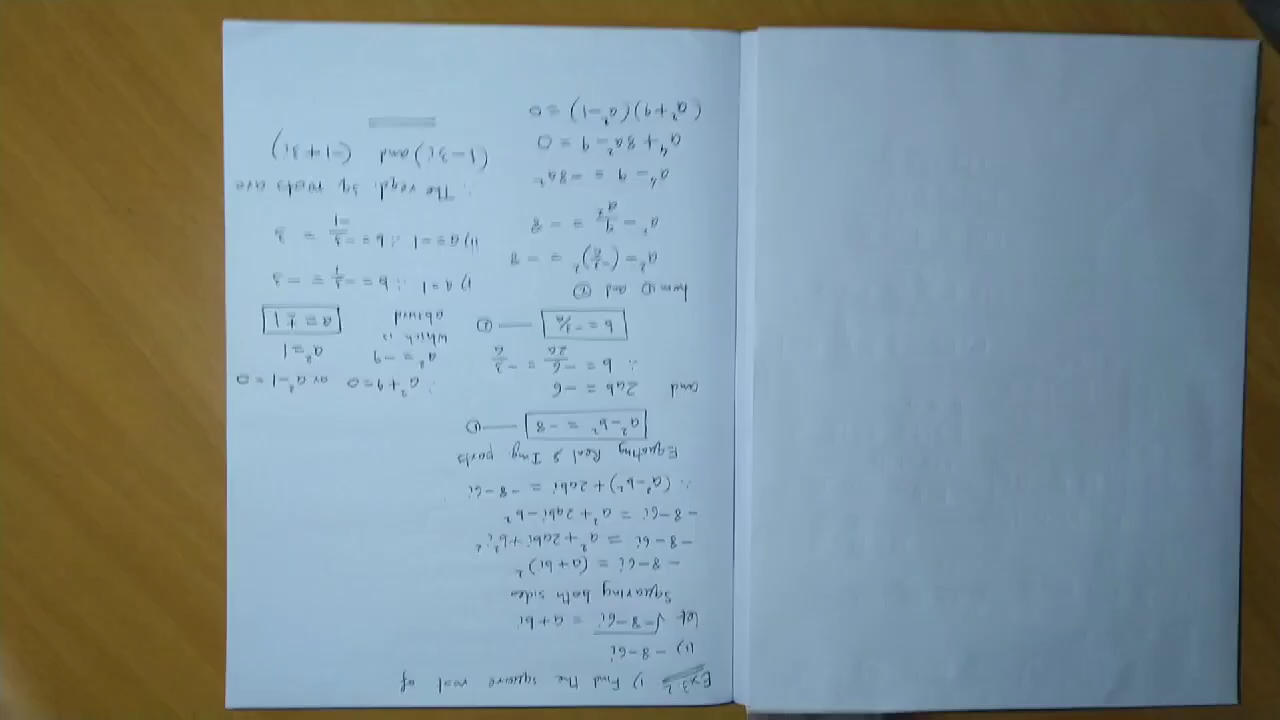 Ex 3.2 1) Find the square root of
ii) -8-6i
let √-8-6i = a+bi
Squaring both sides
-8-6i = (a+bi)²
-8-6i = a²+2abi+b²i²
-8-6i = a²+2abi-b²
∴ (a²-b²)+2abi = -8-6i
Equating Real & Img parts
a²-b² = -8 —— ①
and 2ab = -6
∴ b = -6/2a = -3/a
b = -3/a —— ②
from ① and ②
a²-(-3/a)² = -8
a² - 9/a² = -8
a⁴-9 = -8a²
a⁴+8a²-9 = 0
(a²+9)(a²-1) = 0
∴ a²+9=0 or a²-1=0
a² = -9 a²=1
which is
absurd a = ±1
i) a=1 ∴ b = -3/1 = -3
ii) a=-1 ∴ b = -3/-1 = 3
∴ The reqd. sq roots are
(1-3i) and (-1+3i)